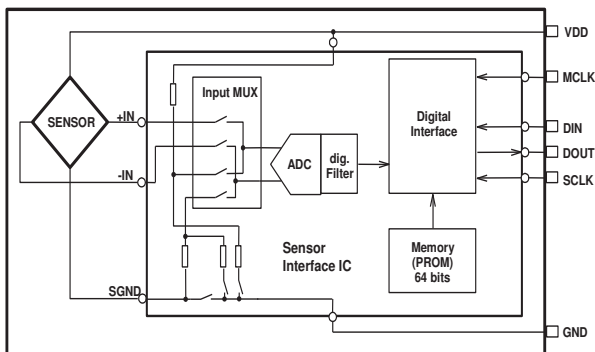 VDD
MCLK
Input MUX
SENSOR
+IN
Digital
Interface
DIN
DOUT
ADC
dig.
Filter
-IN
SCLK
Sensor
Interface IC
Memory
(PROM)
64 bits
SGND
GND